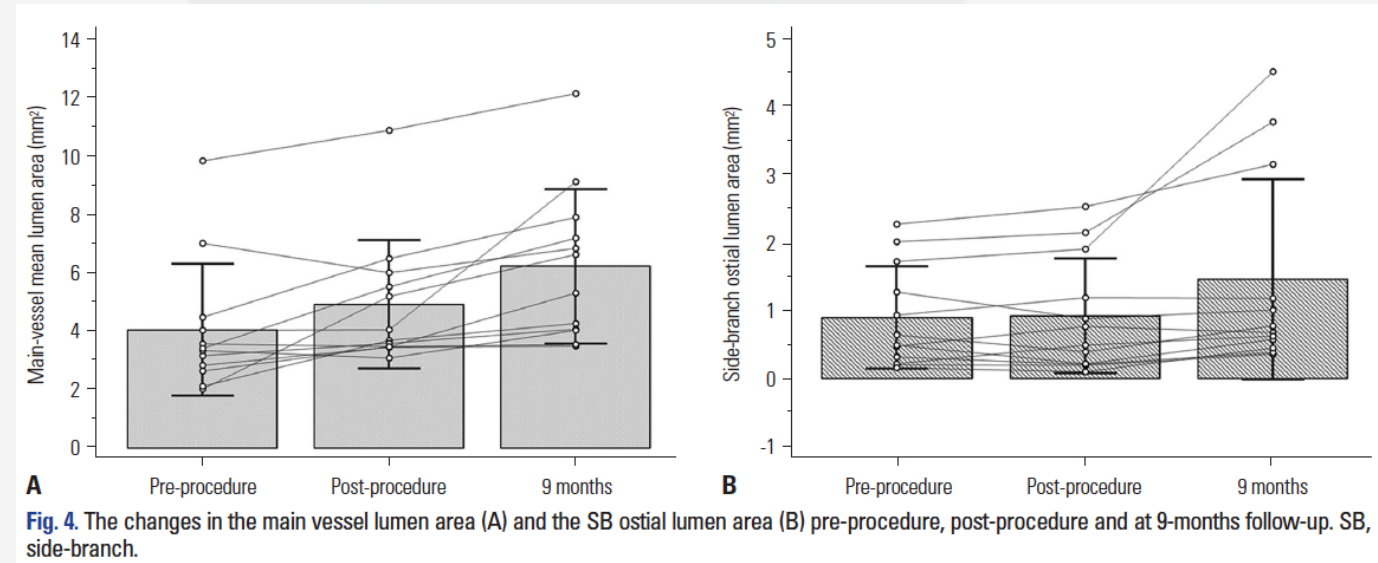 Main-vessel mean lumen area (mm²)
14
12
10
8
6
4
2
0
Pre-procedure
Post-procedure
9 months
A
Side-branch ostial lumen area (mm²)
5
4
3
2
1
0
-1
Pre-procedure
Post-procedure
9 months
B
Fig. 4. The changes in the main vessel lumen area (A) and the SB ostial lumen area (B) pre-procedure, post-procedure and at 9-months follow-up. SB,
side-branch.